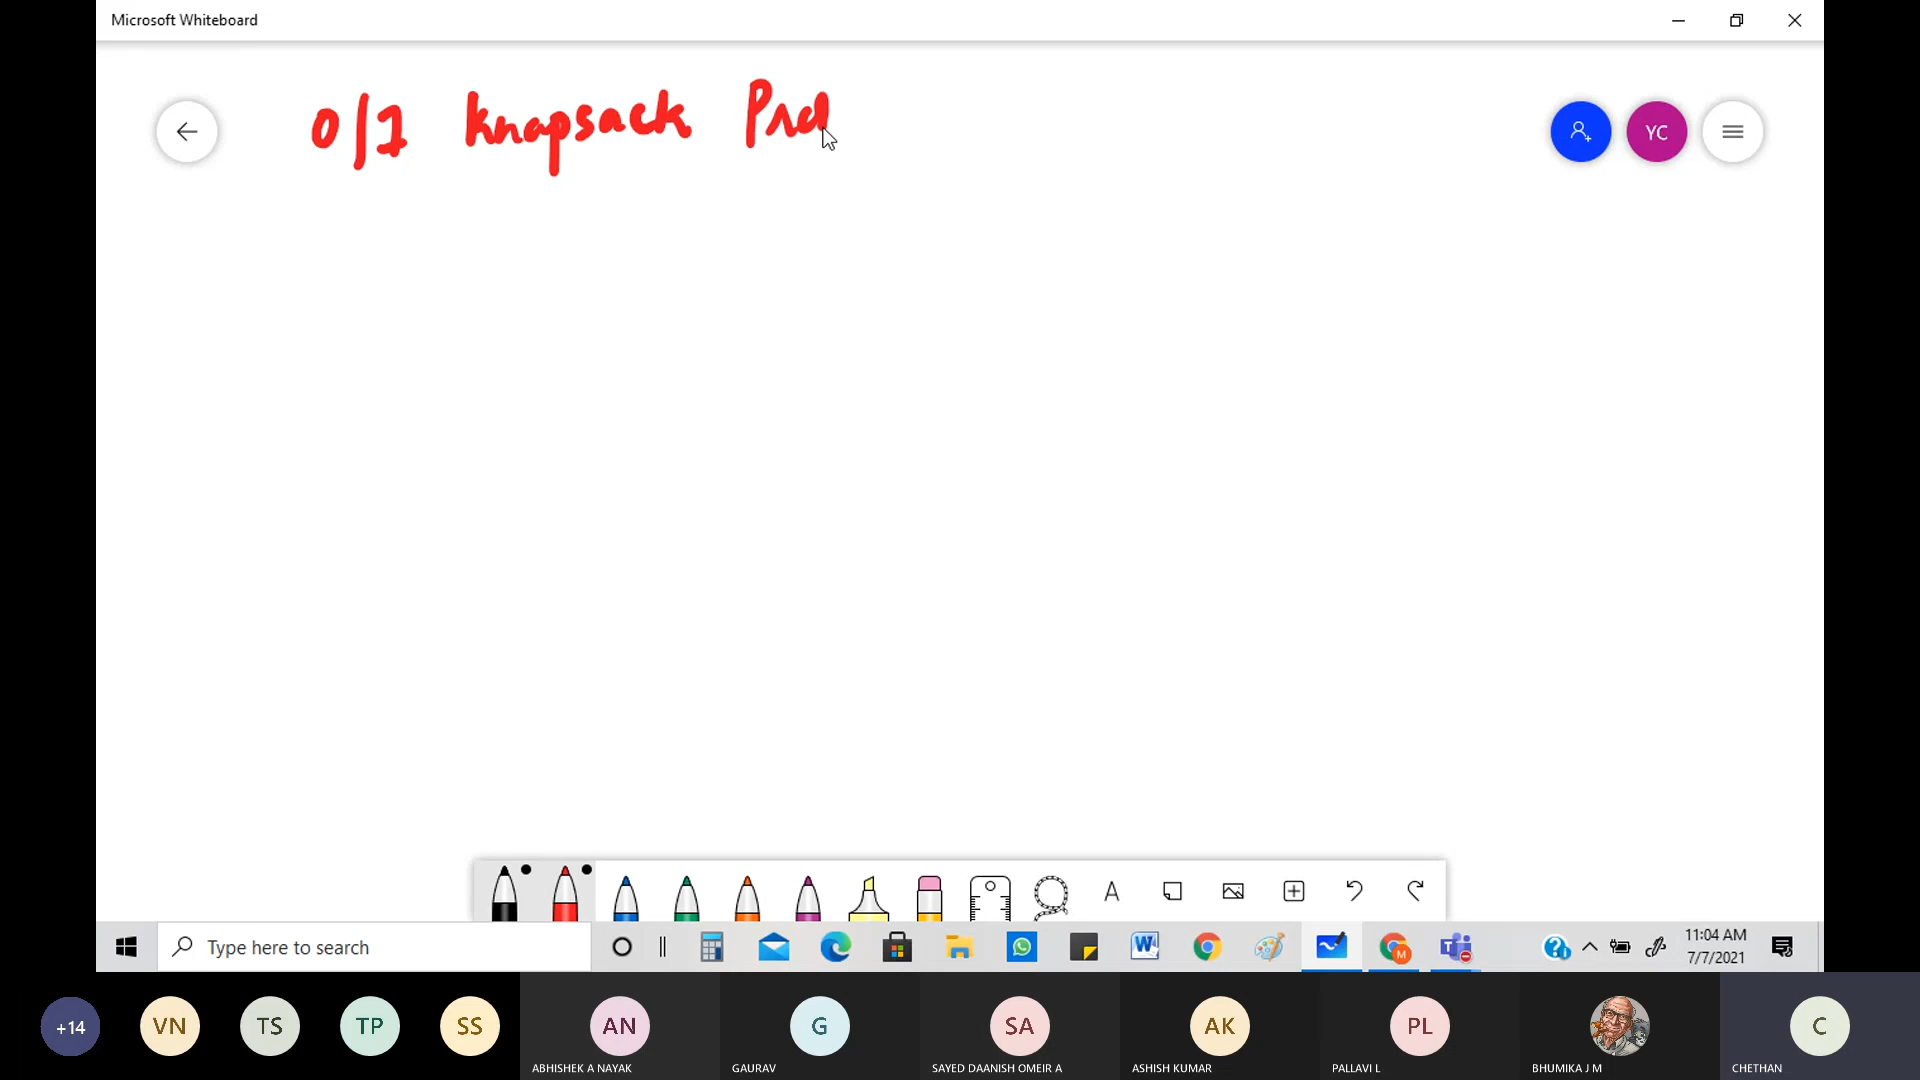 Microsoft Whiteboard
0/1 knapsack
YC
A
Type here to search
11:04 AM
7/7/2021
+14
VN
TS
TP
SS
AN
G
SA
AK
PL
C
ABHISHEK A NAYAK
GAURAV
SAYED DAANISH OMEIR A
ASHISH KUMAR
PALLAVI L
BHUMIKA J M
CHETHAN